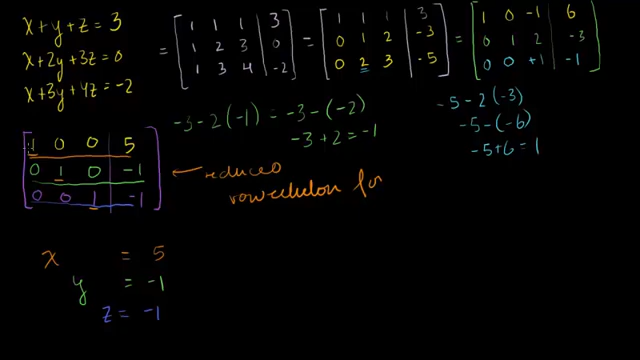 x+y+z=3
x+2y+3z=0
x+3y+4z=-2
= [1 1 1 | 3
1 2 3 | 0
1 3 4 | -2]
= [1 1 1 | 3
0 1 2 | -3
0 2 3 | -5]
= [1 0 -1 | 6
0 1 2 | -3
0 0 +1 | -1]
-3-2(-1) = -3-(-2)
-3+2=-1
-5-2(-3)
-5-(-6)
-5+6=1
[1 0 0 | 5
0 1 0 | -1
0 0 1 | -1]
← reduced
row echelon for
x = 5
y = -1
z = -1